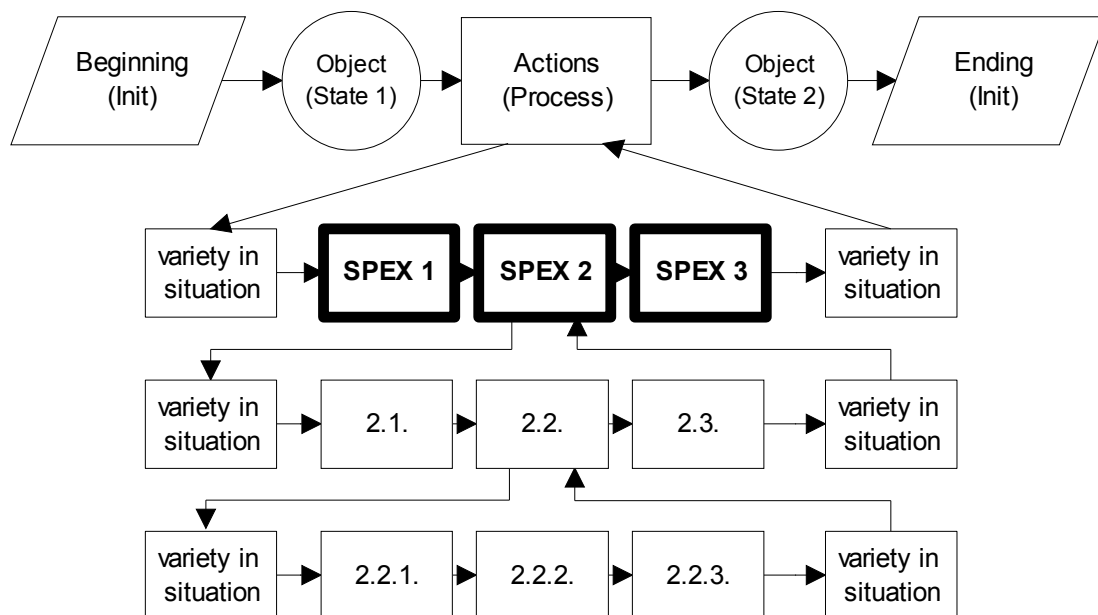 Beginning
(Init)
Object
(State 1)
Actions
(Process)
Object
(State 2)
Ending
(Init)
variety in
situation
SPEX 1
SPEX 2
SPEX 3
variety in
situation
variety in
situation
2.1.
2.2.
2.3.
variety in
situation
variety in
situation
2.2.1.
2.2.2.
2.2.3.
variety in
situation